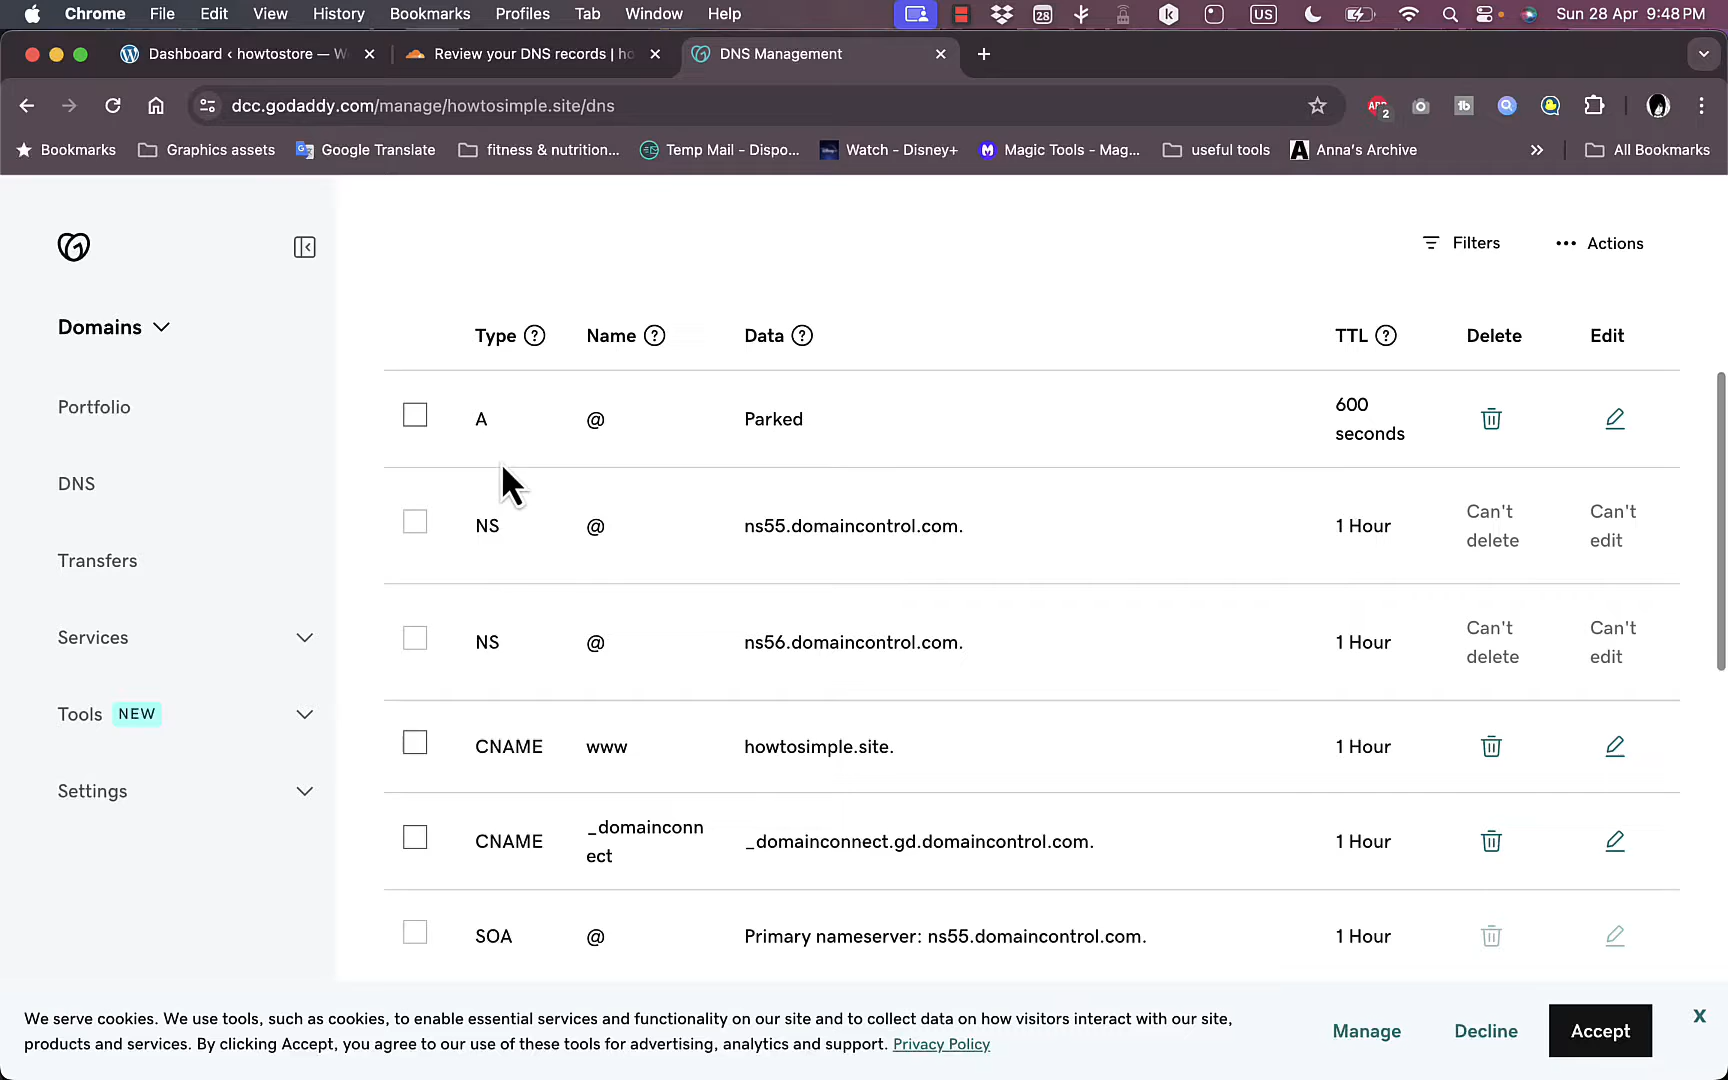 Chrome File Edit View History Bookmarks Profiles Tab Window Help 28 US Sun 28 Apr 9:48 PM
Dashboard ‹ howtostore — W
Review your DNS records | ho
DNS Management
dcc.godaddy.com/manage/howtosimple.site/dns
2
Bookmarks Graphics assets Google Translate fitness & nutrition... Temp Mail - Dispo... Watch - Disney+ Magic Tools - Mag... useful tools Anna's Archive » All Bookmarks
Filters ••• Actions
Domains
Portfolio
DNS
Transfers
Services
Tools NEW
Settings
Type ? Name ? Data ? TTL ? Delete Edit
A @ Parked 600
seconds
NS @ ns55.domaincontrol.com. 1 Hour Can't
delete Can't
edit
NS @ ns56.domaincontrol.com. 1 Hour Can't
delete Can't
edit
CNAME www howtosimple.site. 1 Hour
CNAME _domainconn
ect _domainconnect.gd.domaincontrol.com. 1 Hour
SOA @ Primary nameserver: ns55.domaincontrol.com. 1 Hour
We serve cookies. We use tools, such as cookies, to enable essential services and functionality on our site and to collect data on how visitors interact with our site,
products and services. By clicking Accept, you agree to our use of these tools for advertising, analytics and support. Privacy Policy
Manage Decline Accept X